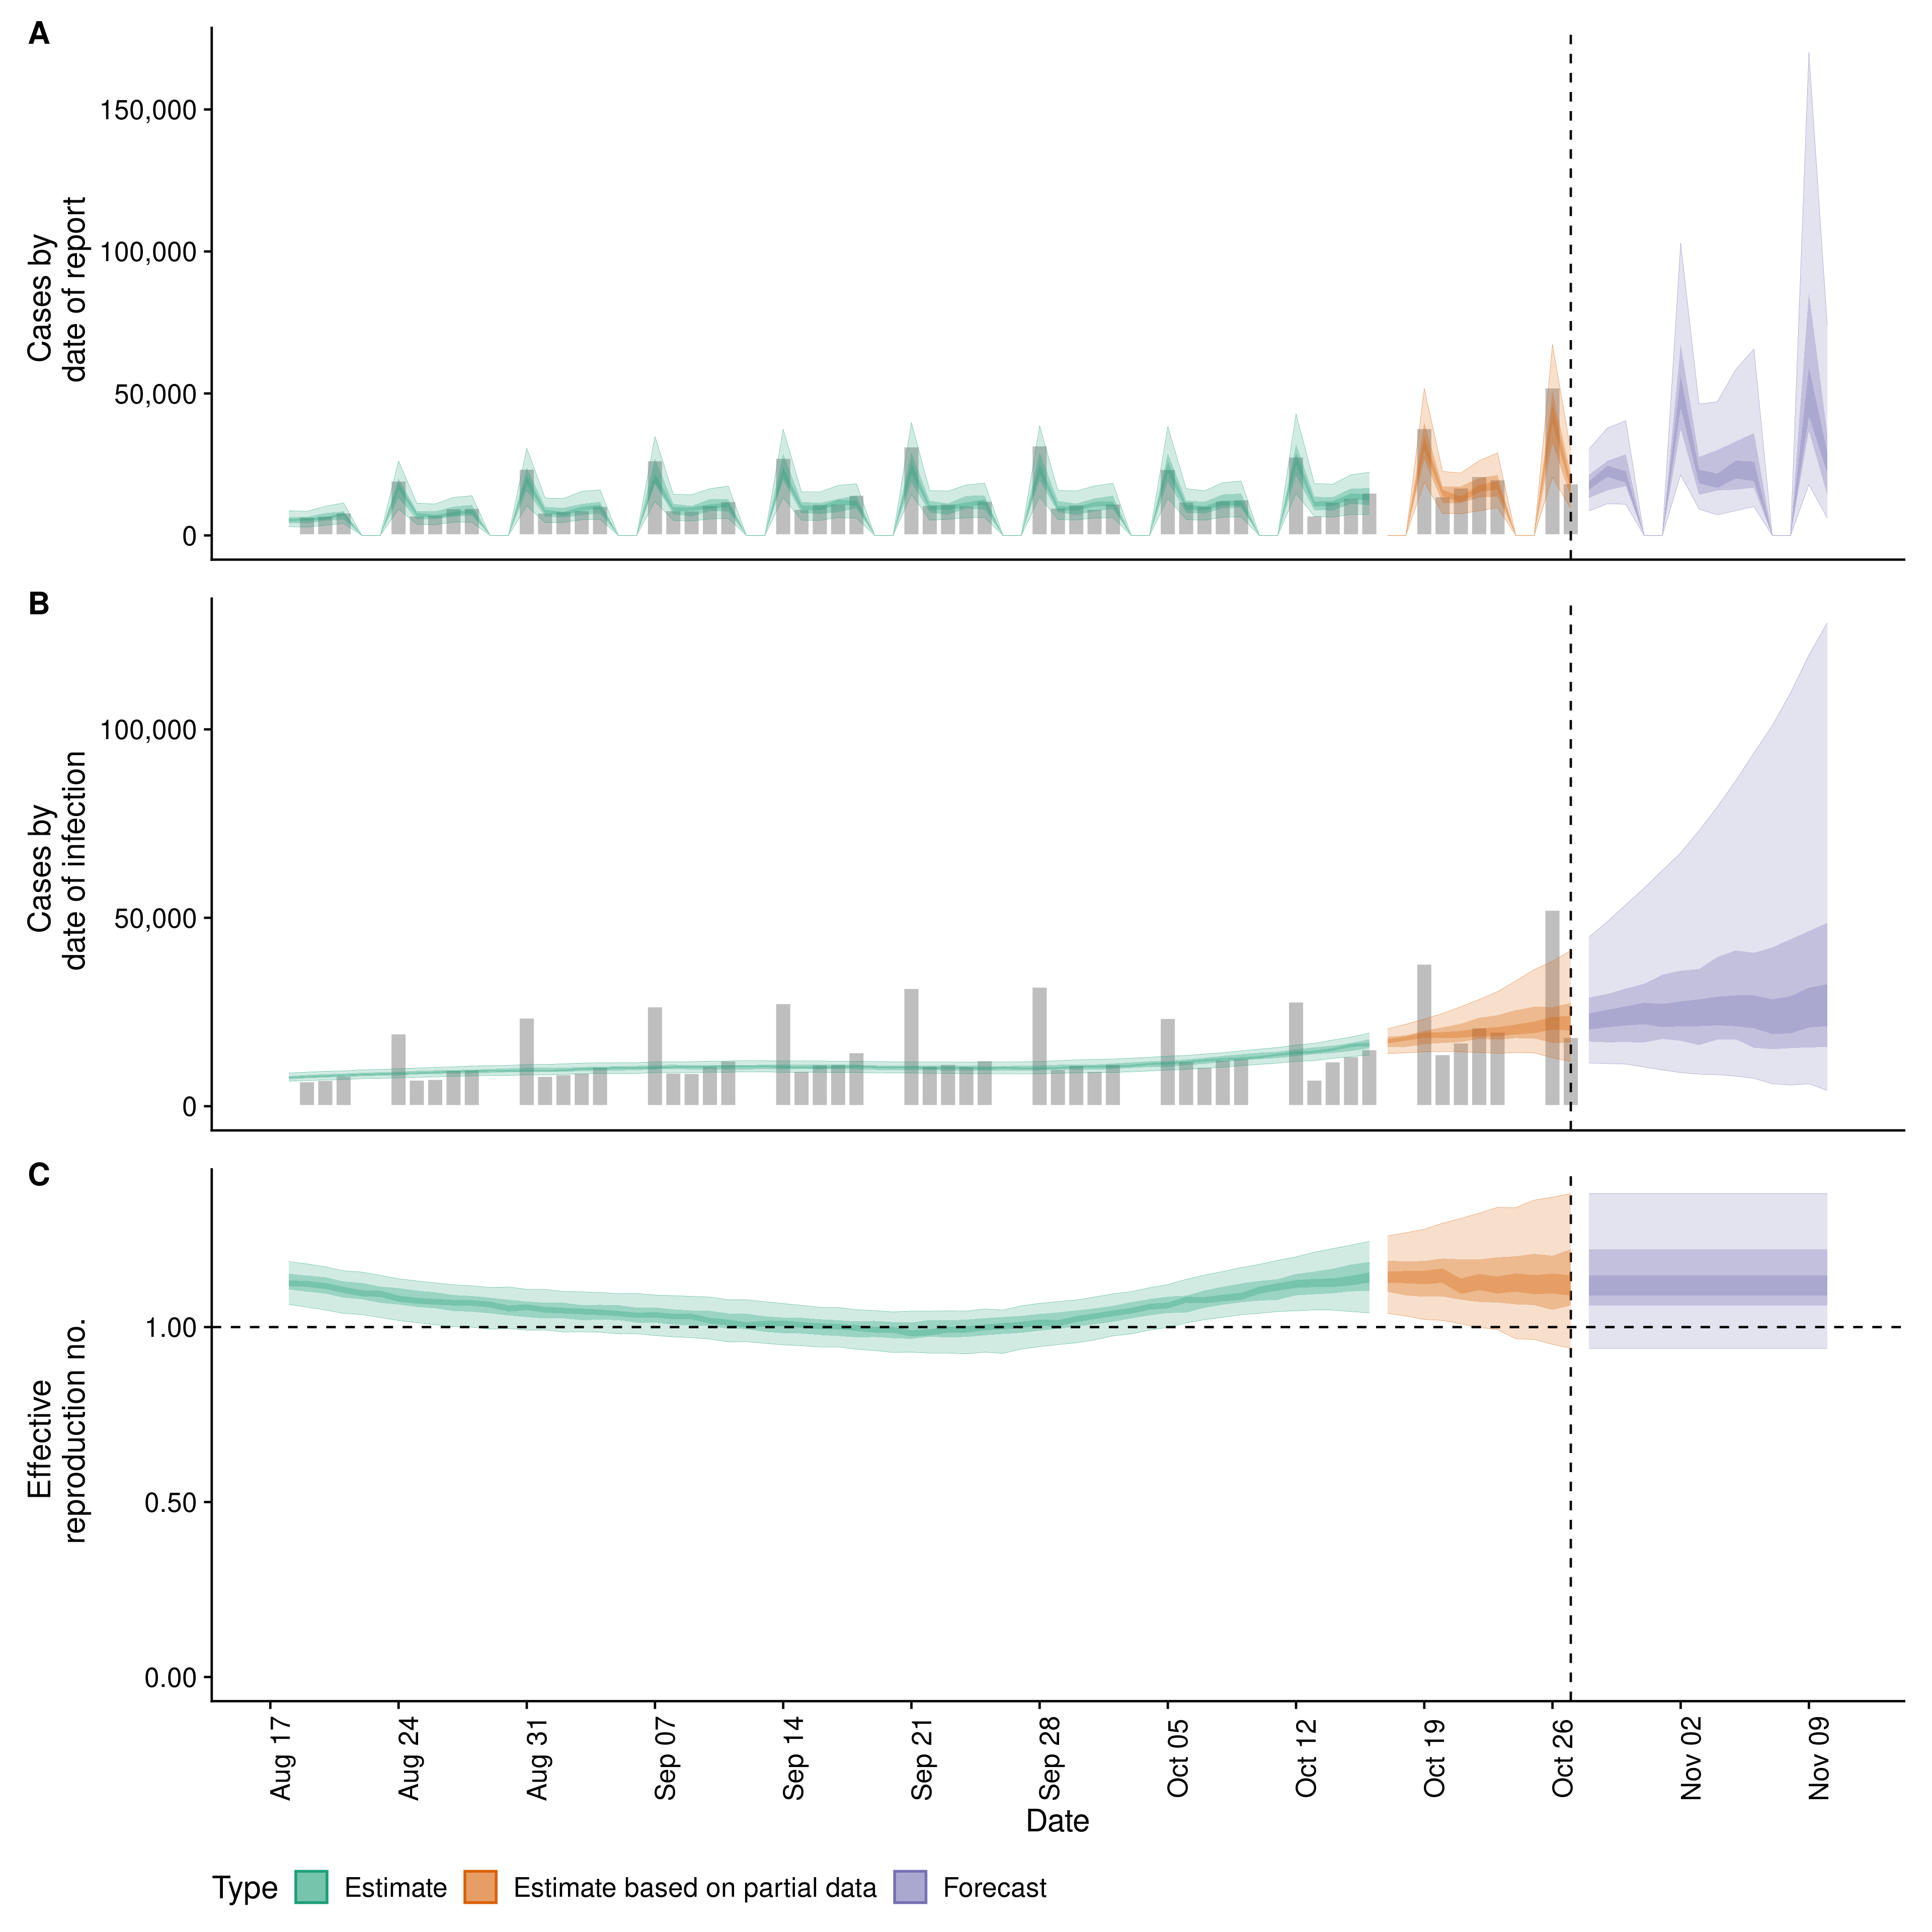 A
Cases by
date of report
150,000
100,000
50,000
0
B
Cases by
date of infection
100,000
50,000
0
C
Effective
reproduction no.
1.00
0.50
0.00
Aug 17
Aug 24
Aug 31
Sep 07
Sep 14
Sep 21
Sep 28
Oct 05
Oct 12
Oct 19
Oct 26
Nov 02
Nov 09
Date
Type Estimate Estimate based on partial data Forecast